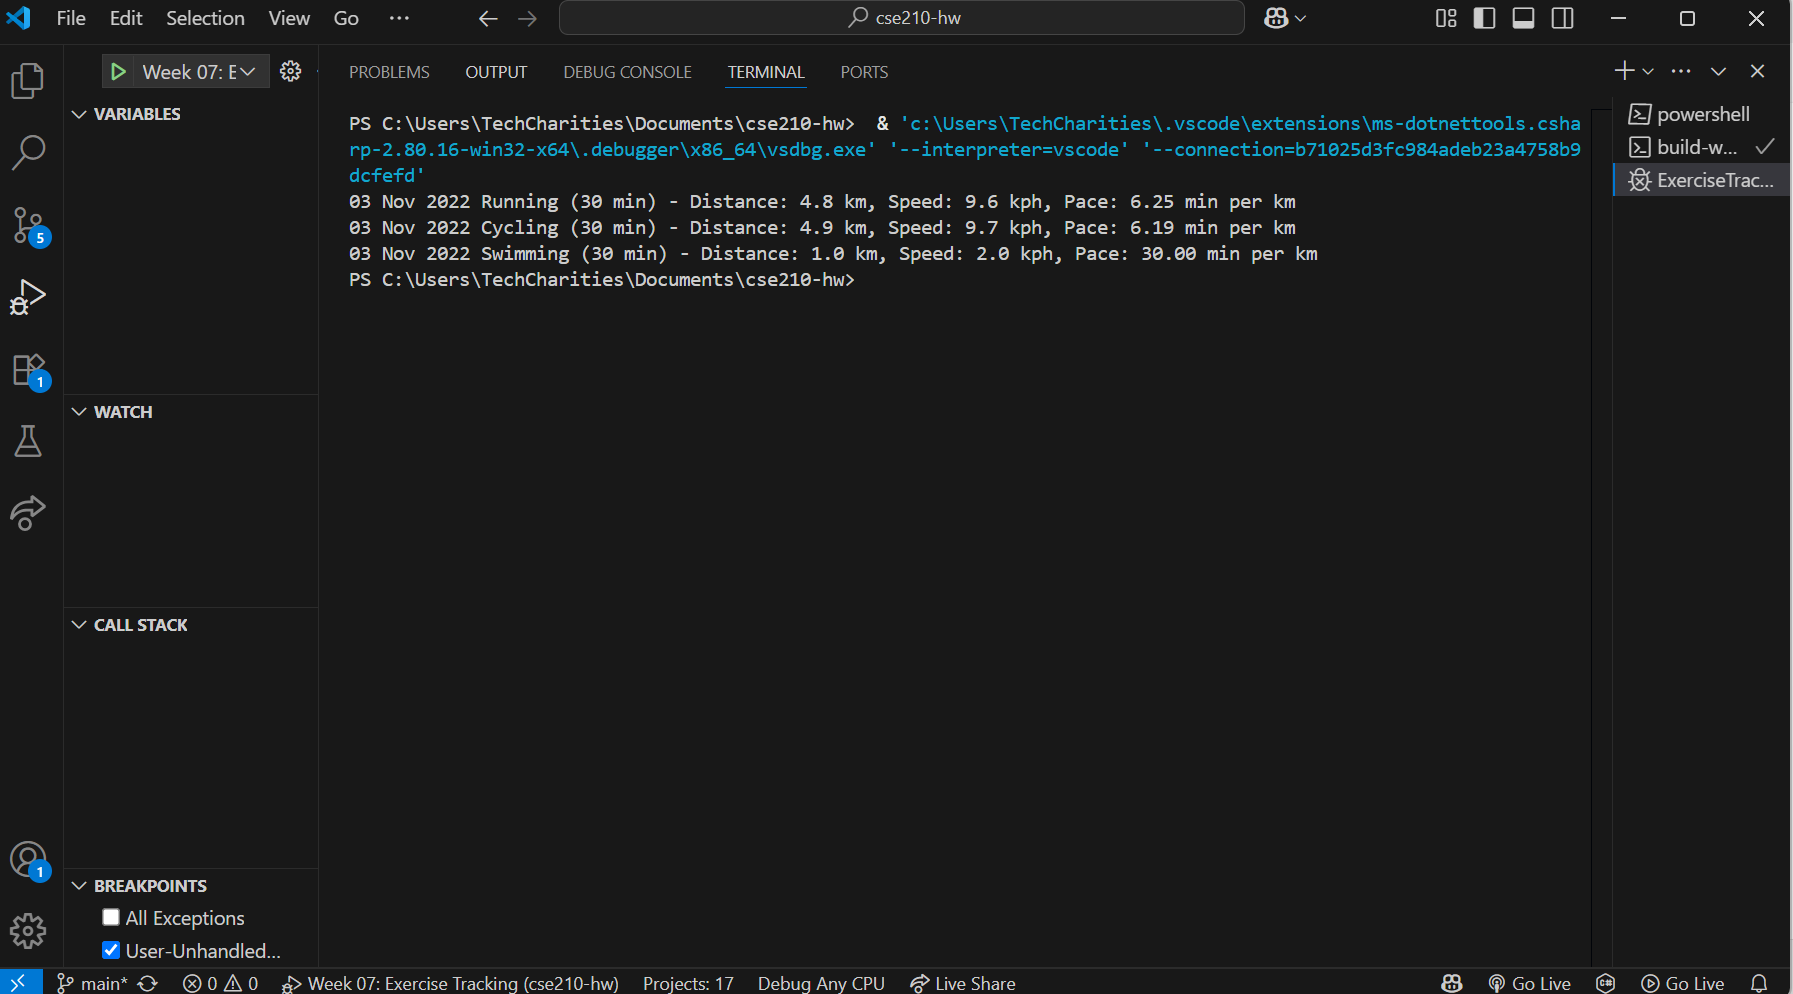 File Edit Selection View Go ··· cse210-hw
Week 07: E
PROBLEMS OUTPUT DEBUG CONSOLE TERMINAL PORTS
VARIABLES
WATCH
CALL STACK
BREAKPOINTS
All Exceptions
User-Unhandled...
PS C:\Users\TechCharities\Documents\cse210-hw>  & 'c:\Users\TechCharities\.vscode\extensions\ms-dotnettools.csha
rp-2.80.16-win32-x64\.debugger\x86_64\vsdbg.exe' '--interpreter=vscode' '--connection=b71025d3fc984adeb23a4758b9
dcfefd'
03 Nov 2022 Running (30 min) - Distance: 4.8 km, Speed: 9.6 kph, Pace: 6.25 min per km
03 Nov 2022 Cycling (30 min) - Distance: 4.9 km, Speed: 9.7 kph, Pace: 6.19 min per km
03 Nov 2022 Swimming (30 min) - Distance: 1.0 km, Speed: 2.0 kph, Pace: 30.00 min per km
PS C:\Users\TechCharities\Documents\cse210-hw>
powershell
build-w...
ExerciseTrac...
5
1
1
main* 0 0 Week 07: Exercise Tracking (cse210-hw) Projects: 17 Debug Any CPU Live Share Go Live Go Live